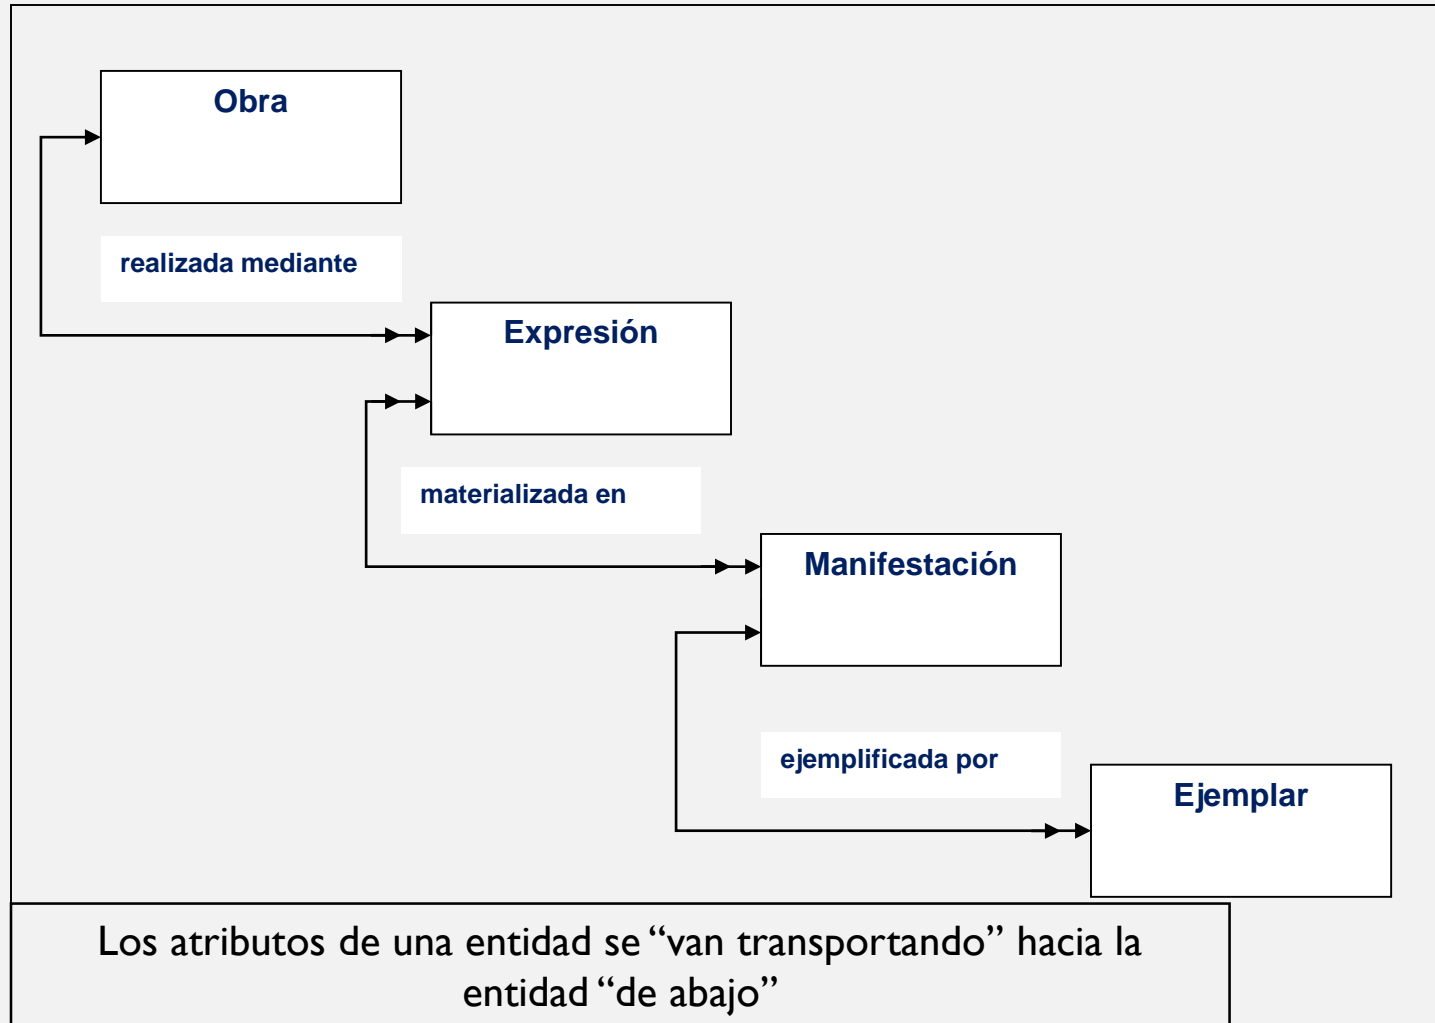 Obra
realizada mediante
Expresión
materializada en
Manifestación
ejemplificada por
Ejemplar
Los atributos de una entidad se “van transportando” hacia la
entidad “de abajo”